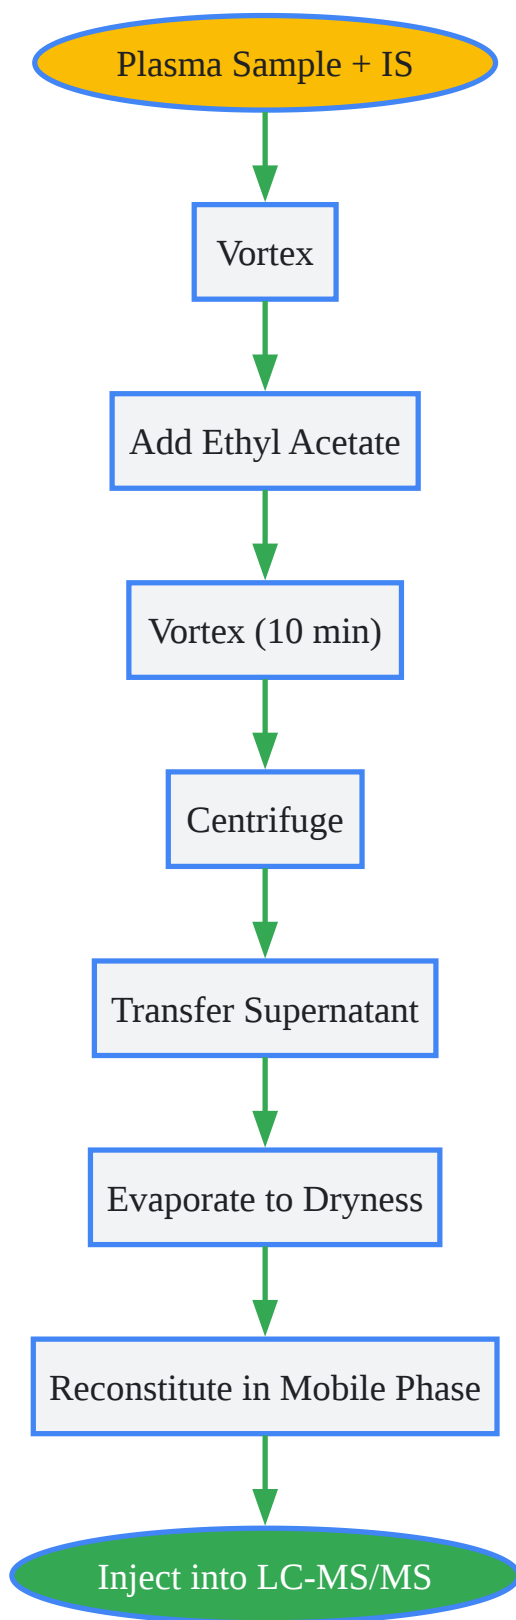 Plasma Sample + IS
Vortex
Add Ethyl Acetate
Vortex (10 min)
Centrifuge
Transfer Supernatant
Evaporate to Dryness
Reconstitute in Mobile Phase
Inject into LC-MS/MS